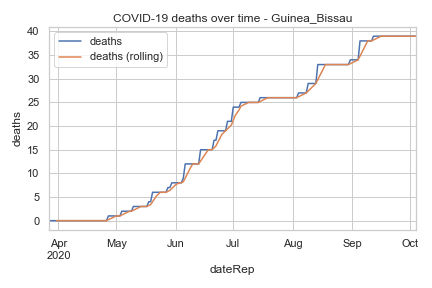 COVID-19 deaths over time - Guinea_Bissau
deaths
deaths (rolling)
40
35
30
25
20
15
10
5
0
deaths
Apr
2020
May
Jun
Jul
Aug
Sep
Oct
dateRep